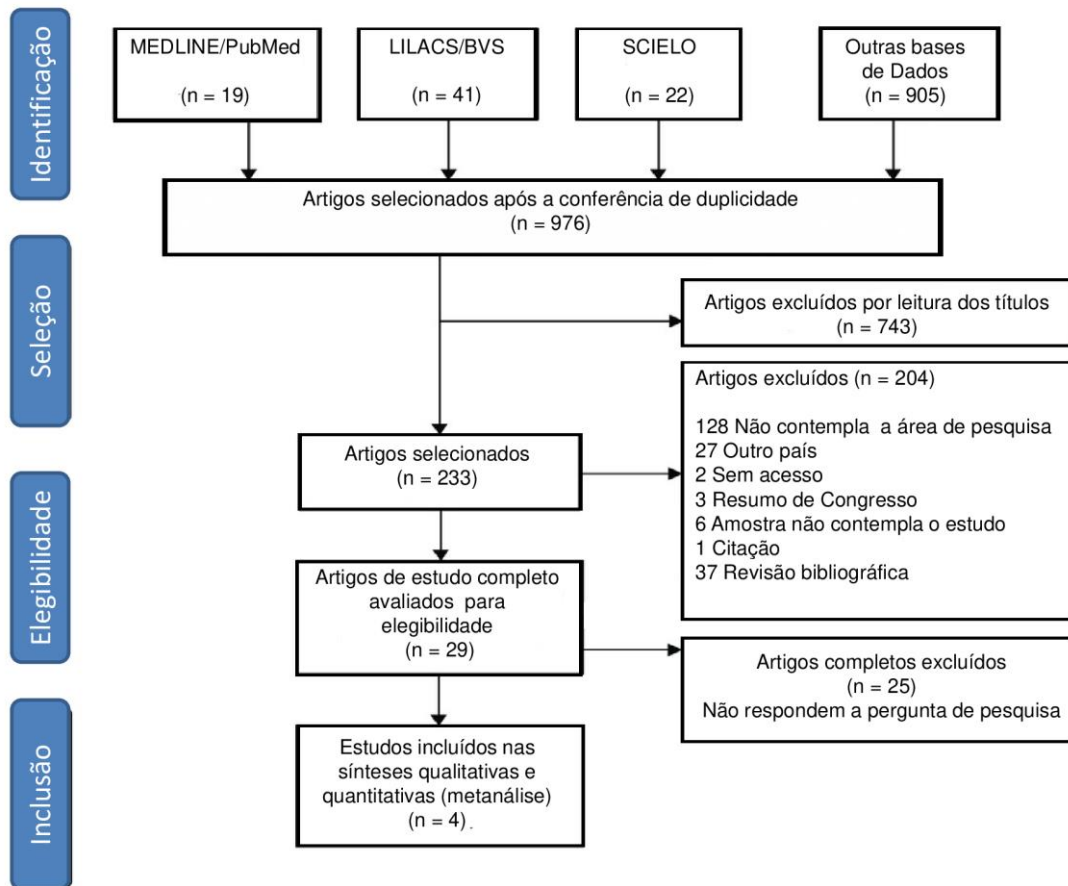 Identificação
MEDLINE/PubMed
(n = 19)
LILACS/BVS
(n = 41)
SCIELO
(n = 22)
Outras bases
de Dados
(n = 905)
Artigos selecionados após a conferência de duplicidade
(n = 976)
Seleção
Artigos excluídos por leitura dos títulos
(n = 743)
Artigos selecionados
(n = 233)
Artigos excluídos (n = 204)
128 Não contempla a área de pesquisa
27 Outro país
2 Sem acesso
3 Resumo de Congresso
6 Amostra não contempla o estudo
1 Citação
37 Revisão bibliográfica
Elegibilidade
Artigos de estudo completo
avaliados para
elegibilidade
(n = 29)
Artigos completos excluídos
(n = 25)
Não respondem a pergunta de pesquisa
Inclusão
Estudos incluídos nas
sínteses qualitativas e
quantitativas (metanálise)
(n = 4).